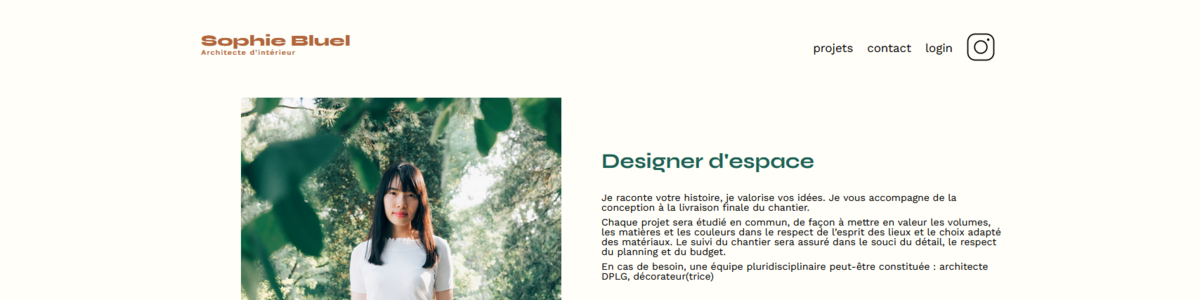 Sophie Bluel
Architecte d'intérieur
projets contact login
Designer d'espace
Je raconte votre histoire, je valorise vos idées. Je vous accompagne de la
conception à la livraison finale du chantier.
Chaque projet sera étudié en commun, de façon à mettre en valeur les volumes,
les matières et les couleurs dans le respect de l'esprit des lieux et le choix adapté
des matériaux. Le suivi du chantier sera assuré dans le souci du détail, le respect
du planning et du budget.
En cas de besoin, une équipe pluridisciplinaire peut-être constituée : architecte
DPLG, décorateur(trice)